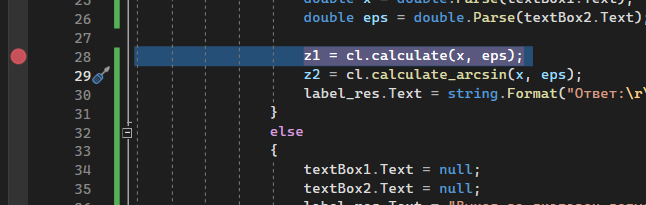 25 double x = double.Parse(textBox1.Text);
26 double eps = double.Parse(textBox2.Text);
27
28 z1 = cl.calculate(x, eps);
29 z2 = cl.calculate_arcsin(x, eps);
30 label_res.Text = string.Format("Ответ:\r\
31 }
32 else
33 {
34 textBox1.Text = null;
35 textBox2.Text = null;